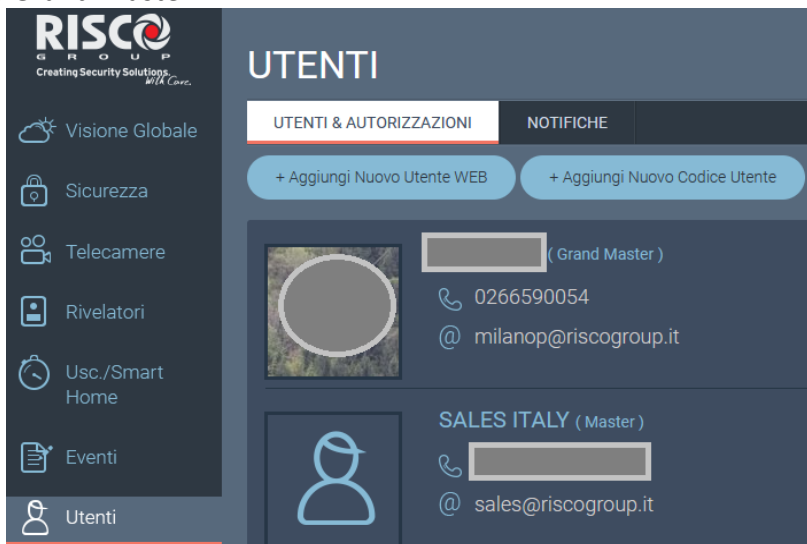 RISCO
GROUP
Creating Security Solutions.
With Care.
Visione Globale
Sicurezza
Telecamere
Rivelatori
Usc./Smart
Home
Eventi
Utenti
UTENTI
UTENTI & AUTORIZZAZIONI
NOTIFICHE
+ Aggiungi Nuovo Utente WEB
+ Aggiungi Nuovo Codice Utente
( Grand Master )
0266590054
@ milanop@riscogroup.it
SALES ITALY ( Master )
@ sales@riscogroup.it